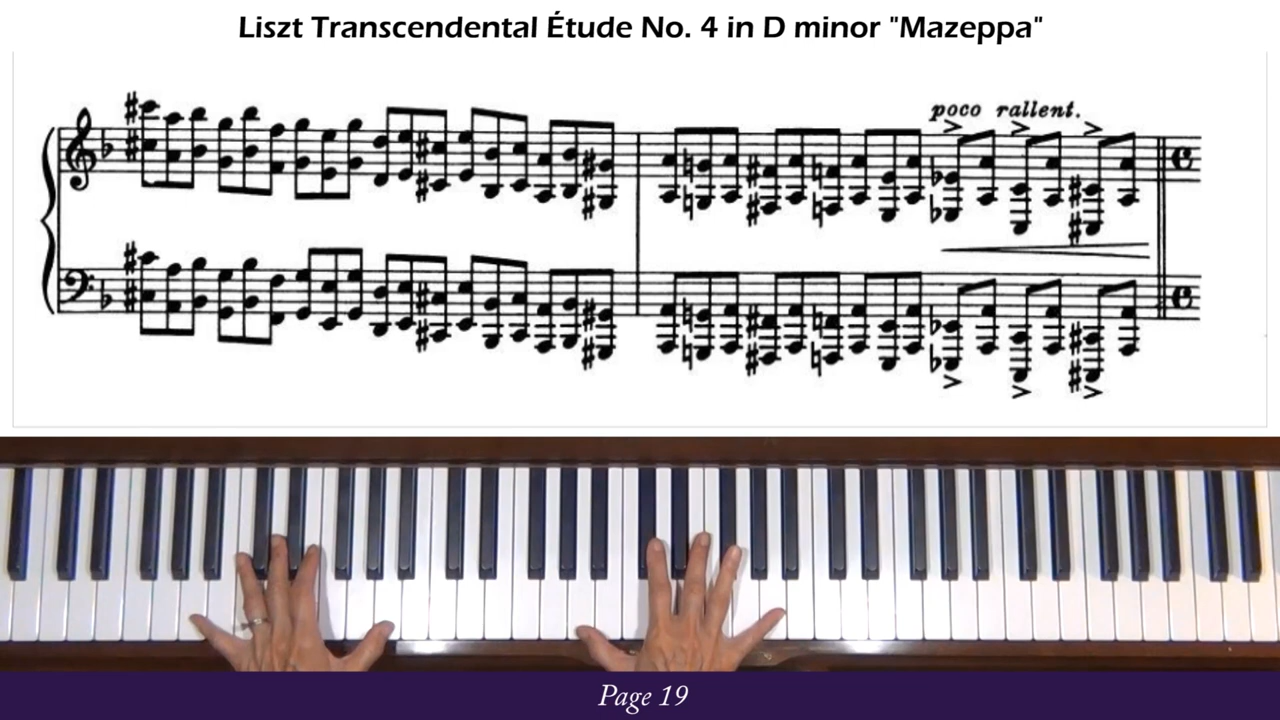 Liszt Transcendental Étude No. 4 in D minor "Mazeppa"
poco rallent.
Page 19